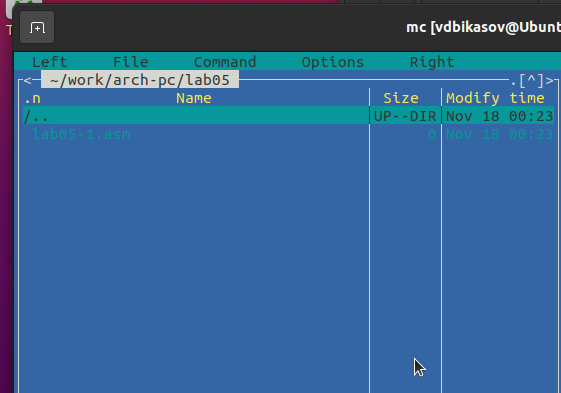 mc [vdbikasov@Ubunt
Left File Command Options Right
<─ ~/work/arch-pc/lab05 .[^]>
.n Name Size Modify time
/.. UP--DIR Nov 18 00:23
lab05-1.asm 0 Nov 18 00:23